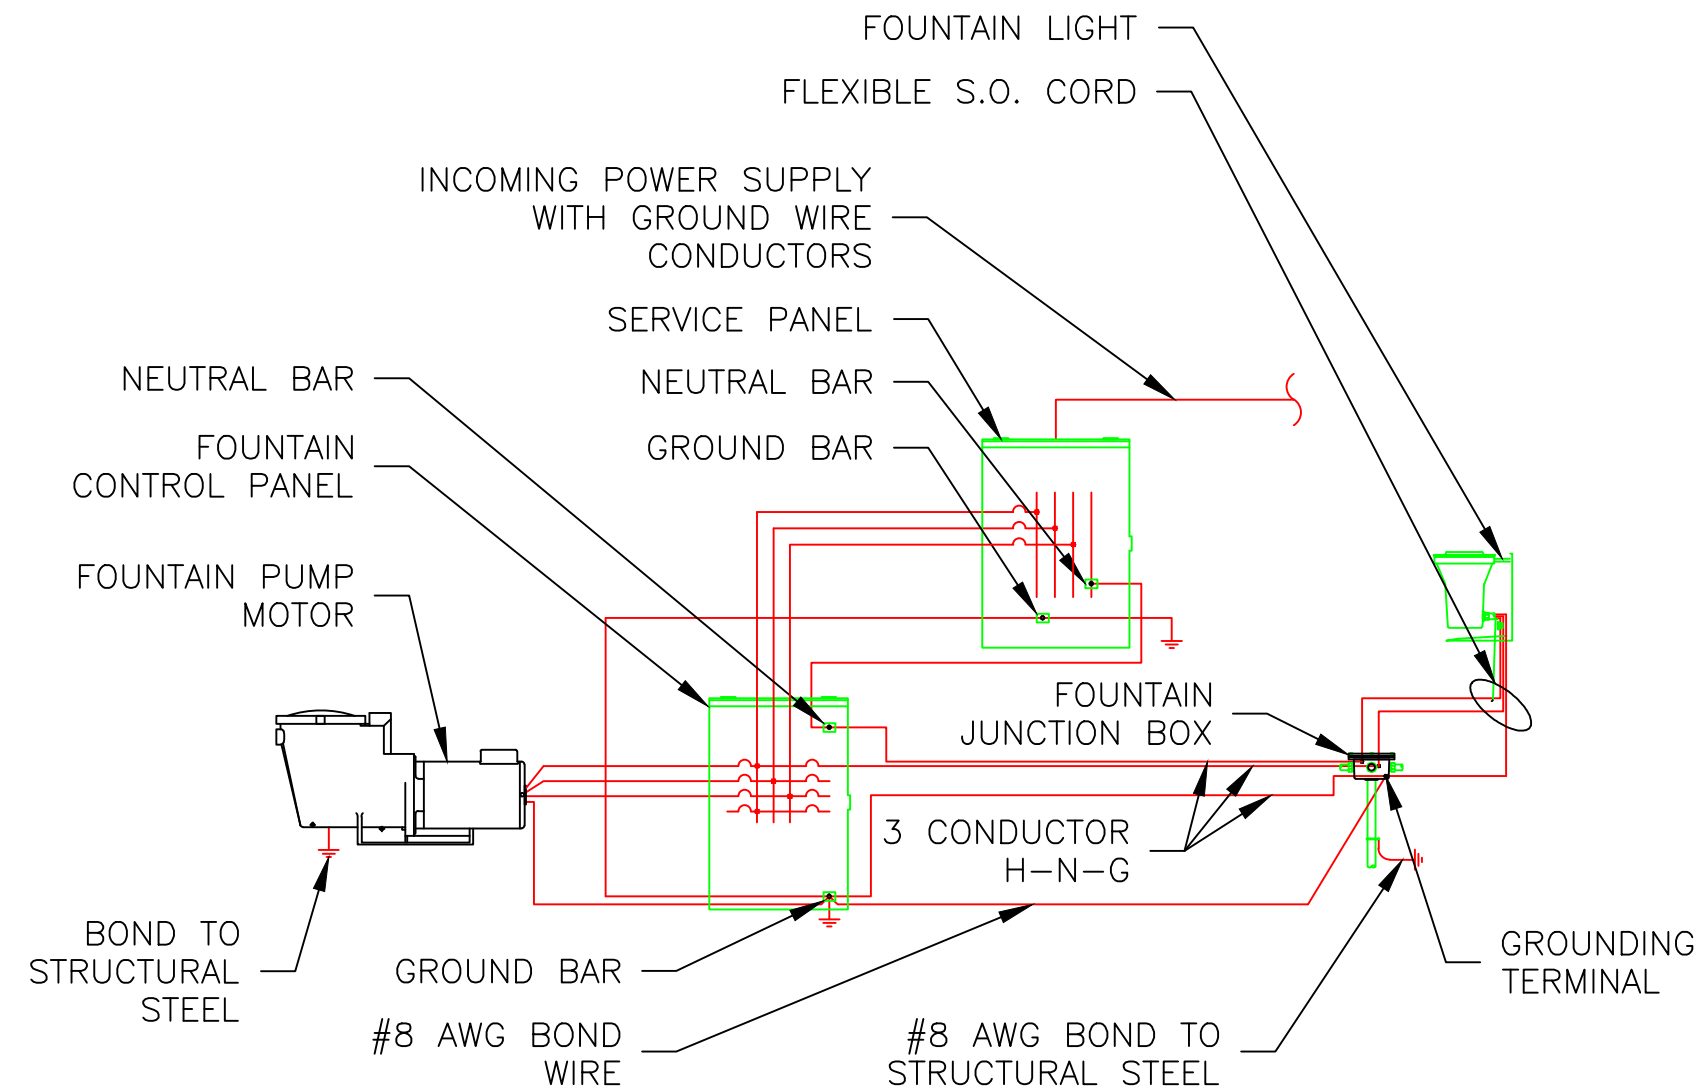 FOUNTAIN LIGHT
FLEXIBLE S.O. CORD
INCOMING POWER SUPPLY
WITH GROUND WIRE
CONDUCTORS
SERVICE PANEL
NEUTRAL BAR
NEUTRAL BAR
GROUND BAR
FOUNTAIN
CONTROL PANEL
FOUNTAIN PUMP
MOTOR
FOUNTAIN
JUNCTION BOX
3 CONDUCTOR
H-N-G
BOND TO
STRUCTURAL
STEEL
GROUND BAR
#8 AWG BOND
WIRE
#8 AWG BOND TO
STRUCTURAL STEEL
GROUNDING
TERMINAL